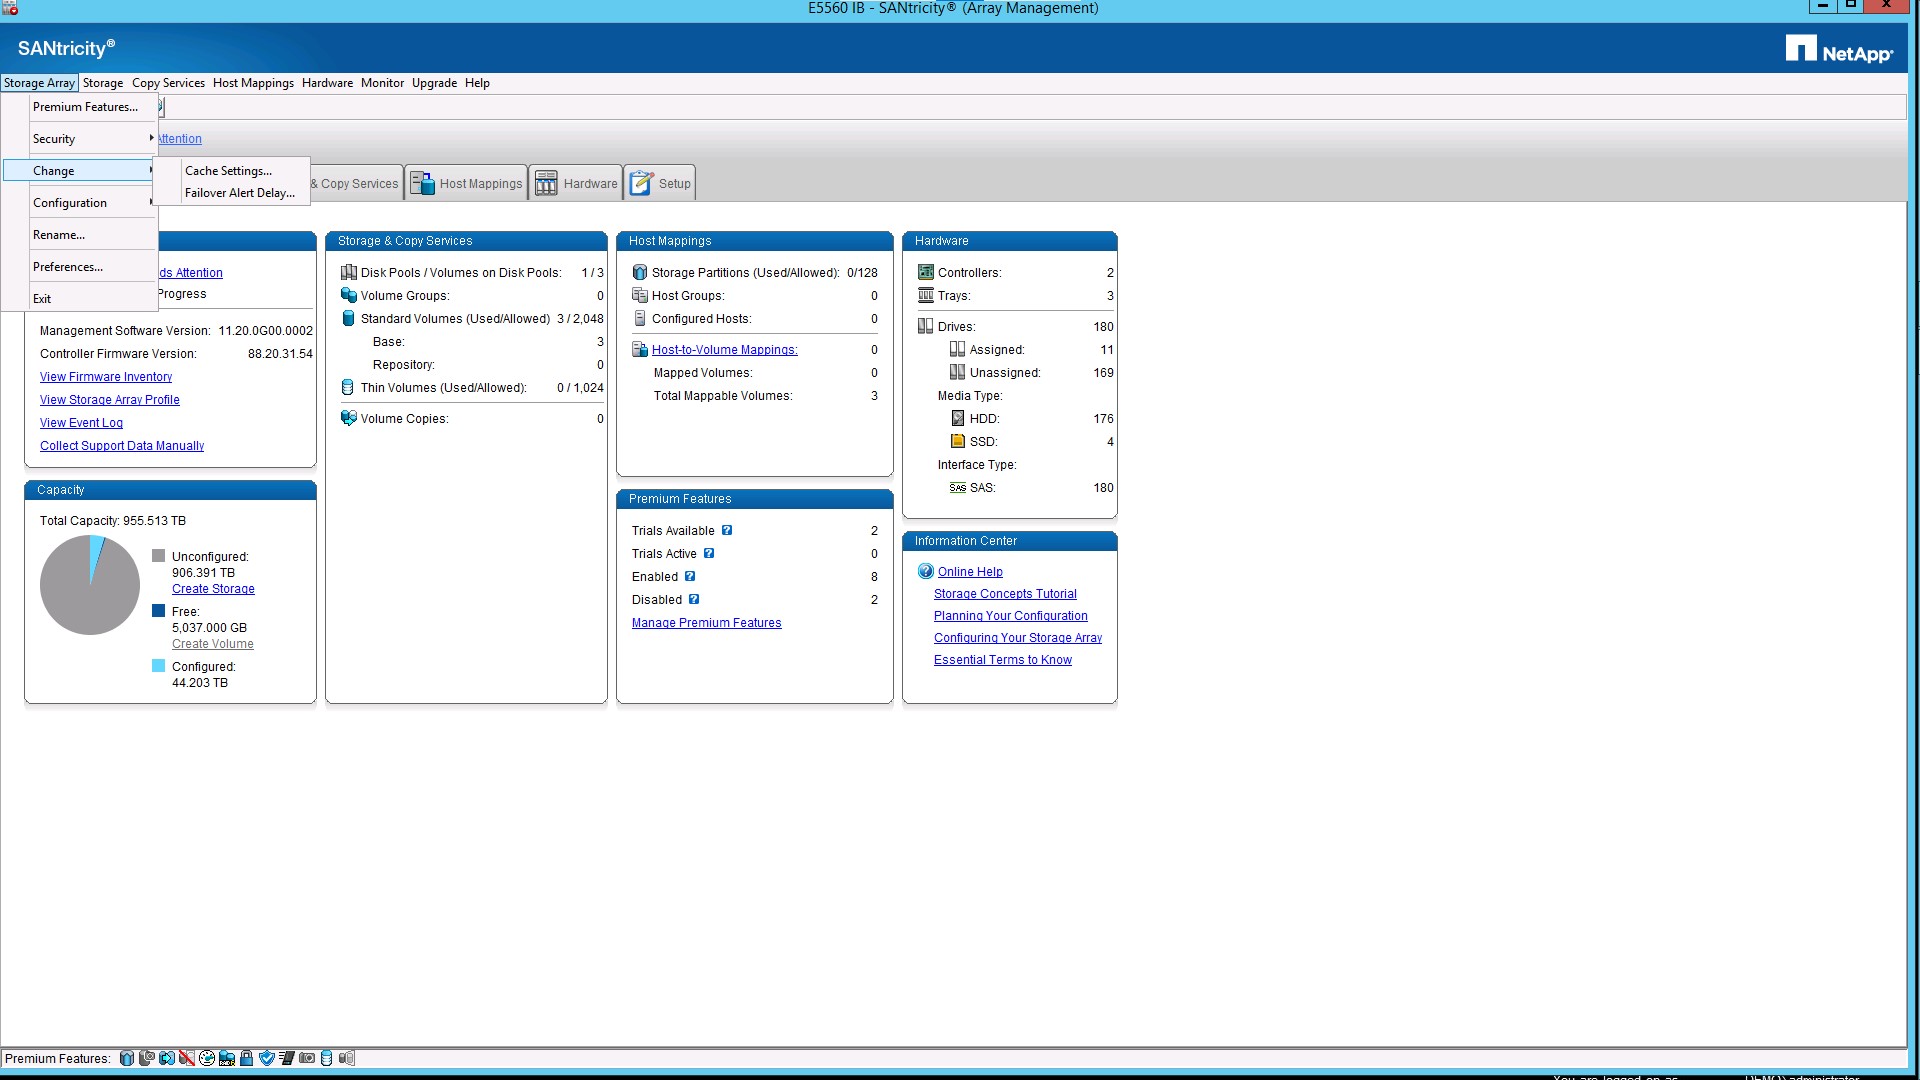 E5560 IB - SANtricity® (Array Management)
SANtricity®
NetApp®
Storage Array Storage Copy Services Host Mappings Hardware Monitor Upgrade Help
Premium Features...
Security
Attention
Change
Cache Settings...
Failover Alert Delay...
Configuration
Rename...
Preferences...
Exit
& Copy Services
Host Mappings
Hardware
Setup
ds Attention
Progress
Management Software Version: 11.20.0G00.0002
Controller Firmware Version: 88.20.31.54
View Firmware Inventory
View Storage Array Profile
View Event Log
Collect Support Data Manually
Capacity
Total Capacity: 955.513 TB
Unconfigured:
906.391 TB
Create Storage
Free:
5,037.000 GB
Create Volume
Configured:
44.203 TB
Storage & Copy Services
Disk Pools / Volumes on Disk Pools: 1 / 3
Volume Groups: 0
Standard Volumes (Used/Allowed) 3 / 2,048
Base: 3
Repository: 0
Thin Volumes (Used/Allowed): 0 / 1,024
Volume Copies: 0
Host Mappings
Storage Partitions (Used/Allowed): 0/128
Host Groups: 0
Configured Hosts: 0
Host-to-Volume Mappings: 0
Mapped Volumes: 0
Total Mappable Volumes: 3
Premium Features
Trials Available ? 2
Trials Active ? 0
Enabled ? 8
Disabled ? 2
Manage Premium Features
Hardware
Controllers: 2
Trays: 3
Drives: 180
Assigned: 11
Unassigned: 169
Media Type:
HDD: 176
SSD: 4
Interface Type:
SAS SAS: 180
Information Center
? Online Help
Storage Concepts Tutorial
Planning Your Configuration
Configuring Your Storage Array
Essential Terms to Know
Premium Features:
You are logged on as DEMO\administrator